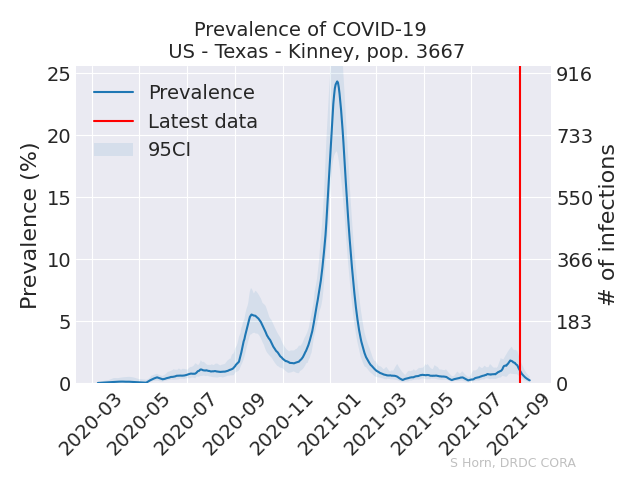 Prevalence of COVID-19
US - Texas - Kinney, pop. 3667
Prevalence
Latest data
95CI
Prevalence (%)
25
20
15
10
5
0
916
733
550
366
183
0
# of infections
2020-03
2020-05
2020-07
2020-09
2020-11
2021-01
2021-03
2021-05
2021-07
2021-09
S Horn, DRDC CORA